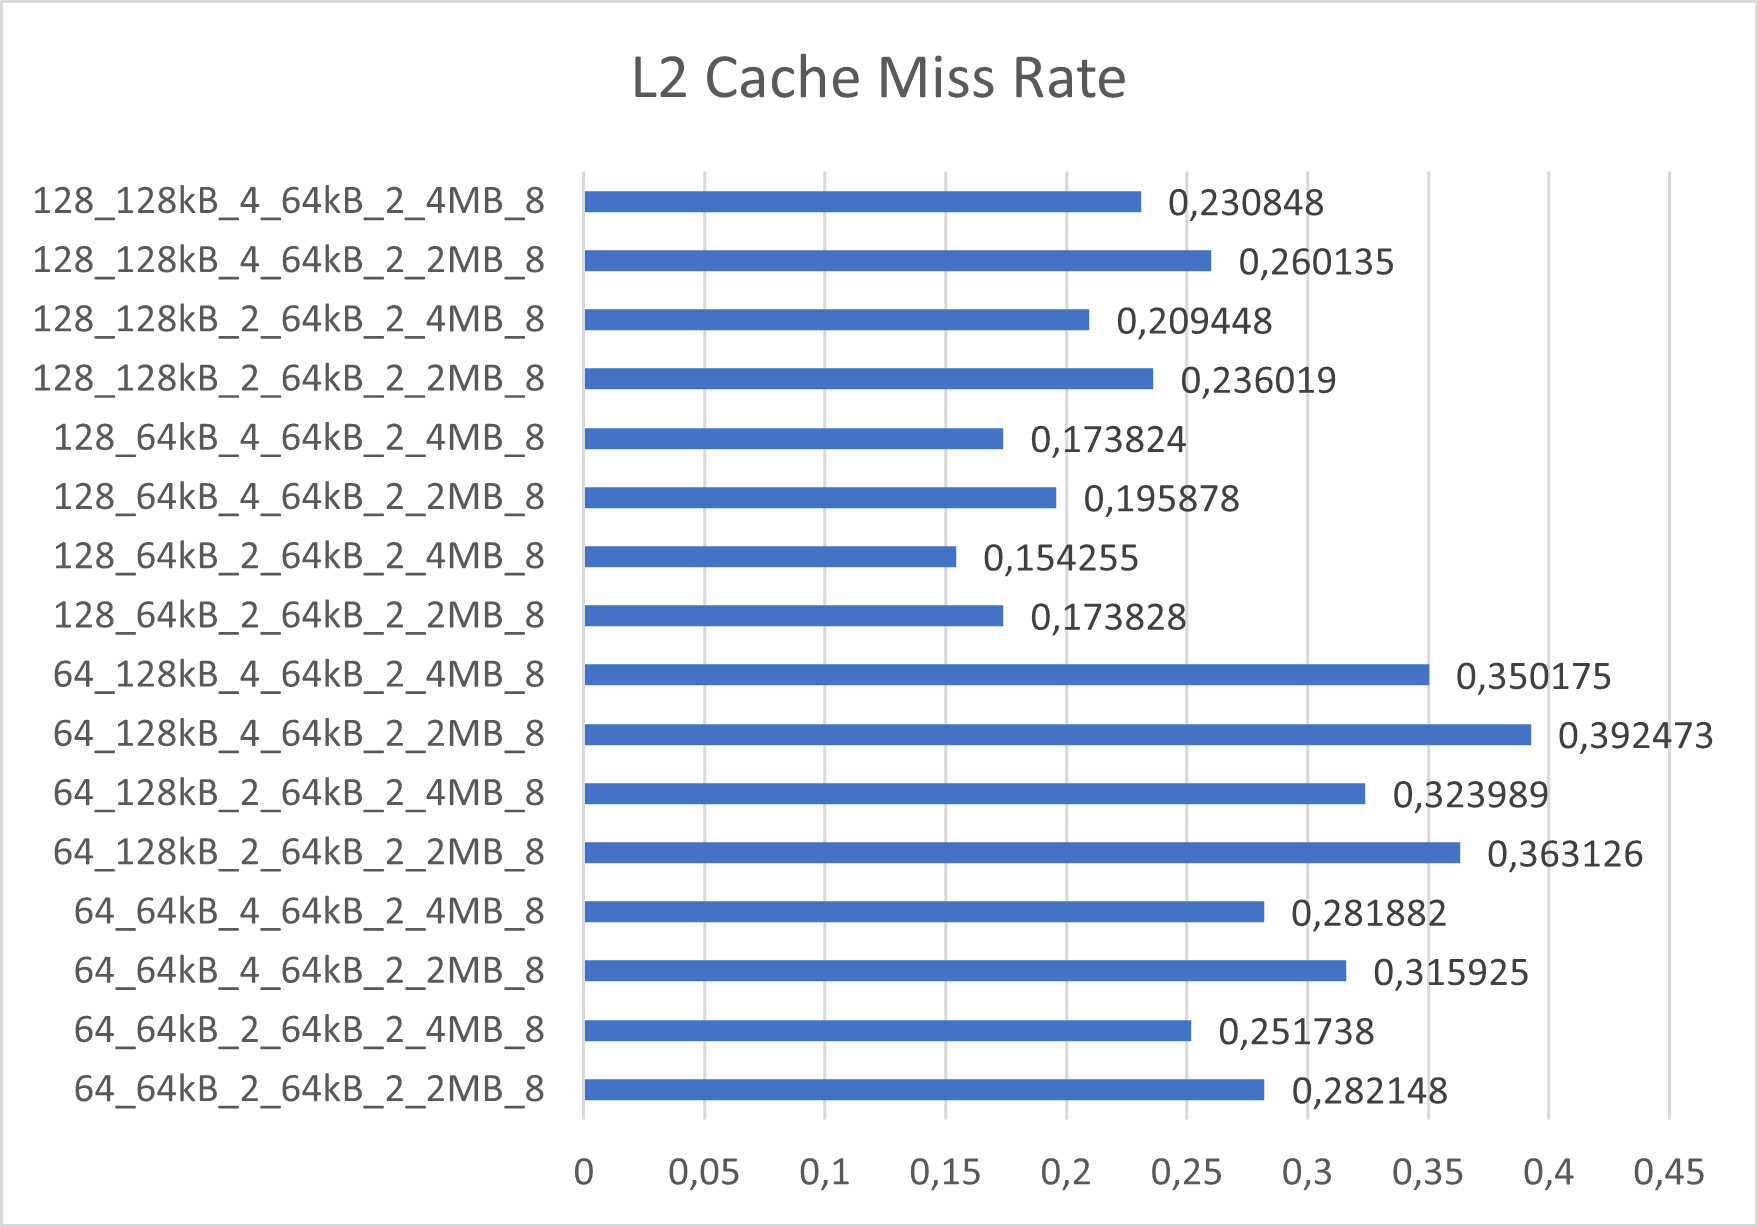 L2 Cache Miss Rate
128_128kB_4_64kB_2_4MB_8 0,230848
128_128kB_4_64kB_2_2MB_8 0,260135
128_128kB_2_64kB_2_4MB_8 0,209448
128_128kB_2_64kB_2_2MB_8 0,236019
128_64kB_4_64kB_2_4MB_8 0,173824
128_64kB_4_64kB_2_2MB_8 0,195878
128_64kB_2_64kB_2_4MB_8 0,154255
128_64kB_2_64kB_2_2MB_8 0,173828
64_128kB_4_64kB_2_4MB_8 0,350175
64_128kB_4_64kB_2_2MB_8 0,392473
64_128kB_2_64kB_2_4MB_8 0,323989
64_128kB_2_64kB_2_2MB_8 0,363126
64_64kB_4_64kB_2_4MB_8 0,281882
64_64kB_4_64kB_2_2MB_8 0,315925
64_64kB_2_64kB_2_4MB_8 0,251738
64_64kB_2_64kB_2_2MB_8 0,282148
0 0,05 0,1 0,15 0,2 0,25 0,3 0,35 0,4 0,45